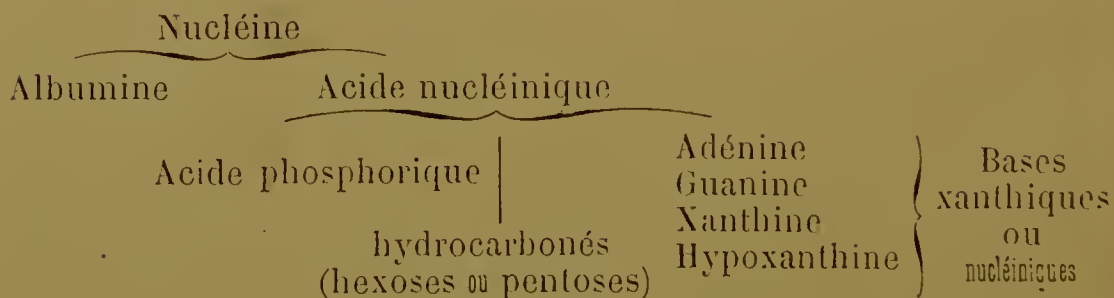 Nucléine
Albumine Acide nucléinique
Acide phosphorique
hydrocarbonés
(hexoses ou pentoses)
Adénine
Guanine
Xanthine
Hypoxanthine
Bases
xanthiques
ou
nucléiniques